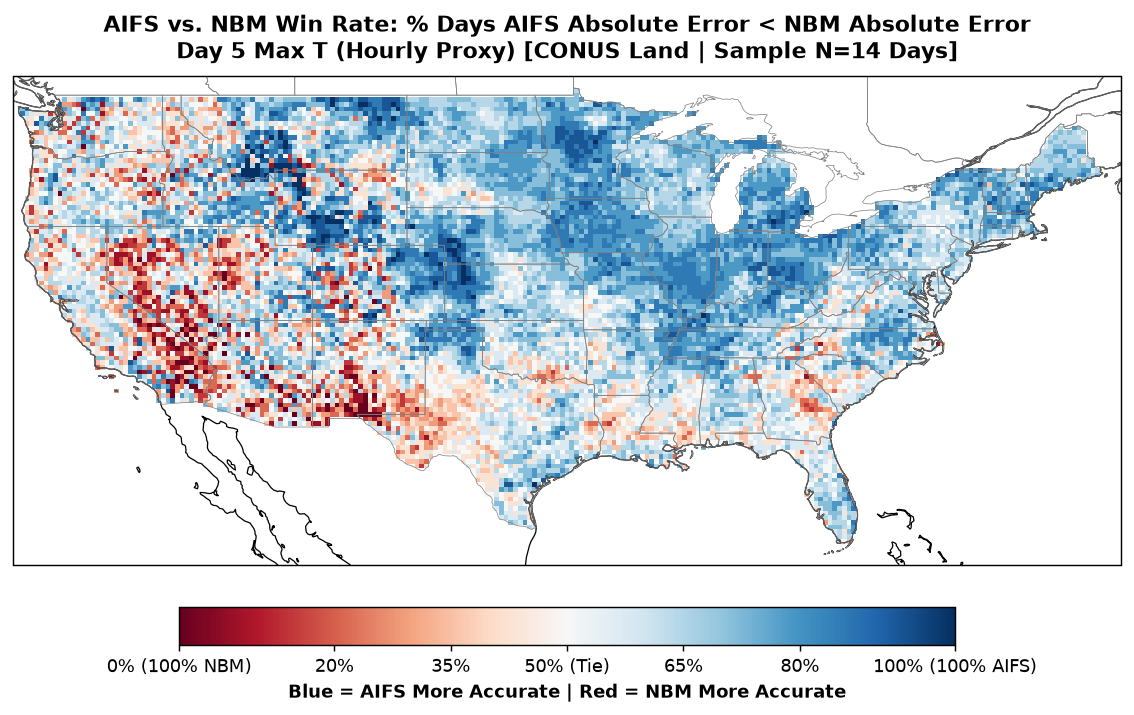 AIFS vs. NBM Win Rate: % Days AIFS Absolute Error < NBM Absolute Error
Day 5 Max T (Hourly Proxy) [CONUS Land | Sample N=14 Days]
0% (100% NBM) 20% 35% 50% (Tie) 65% 80% 100% (100% AIFS)
Blue = AIFS More Accurate | Red = NBM More Accurate